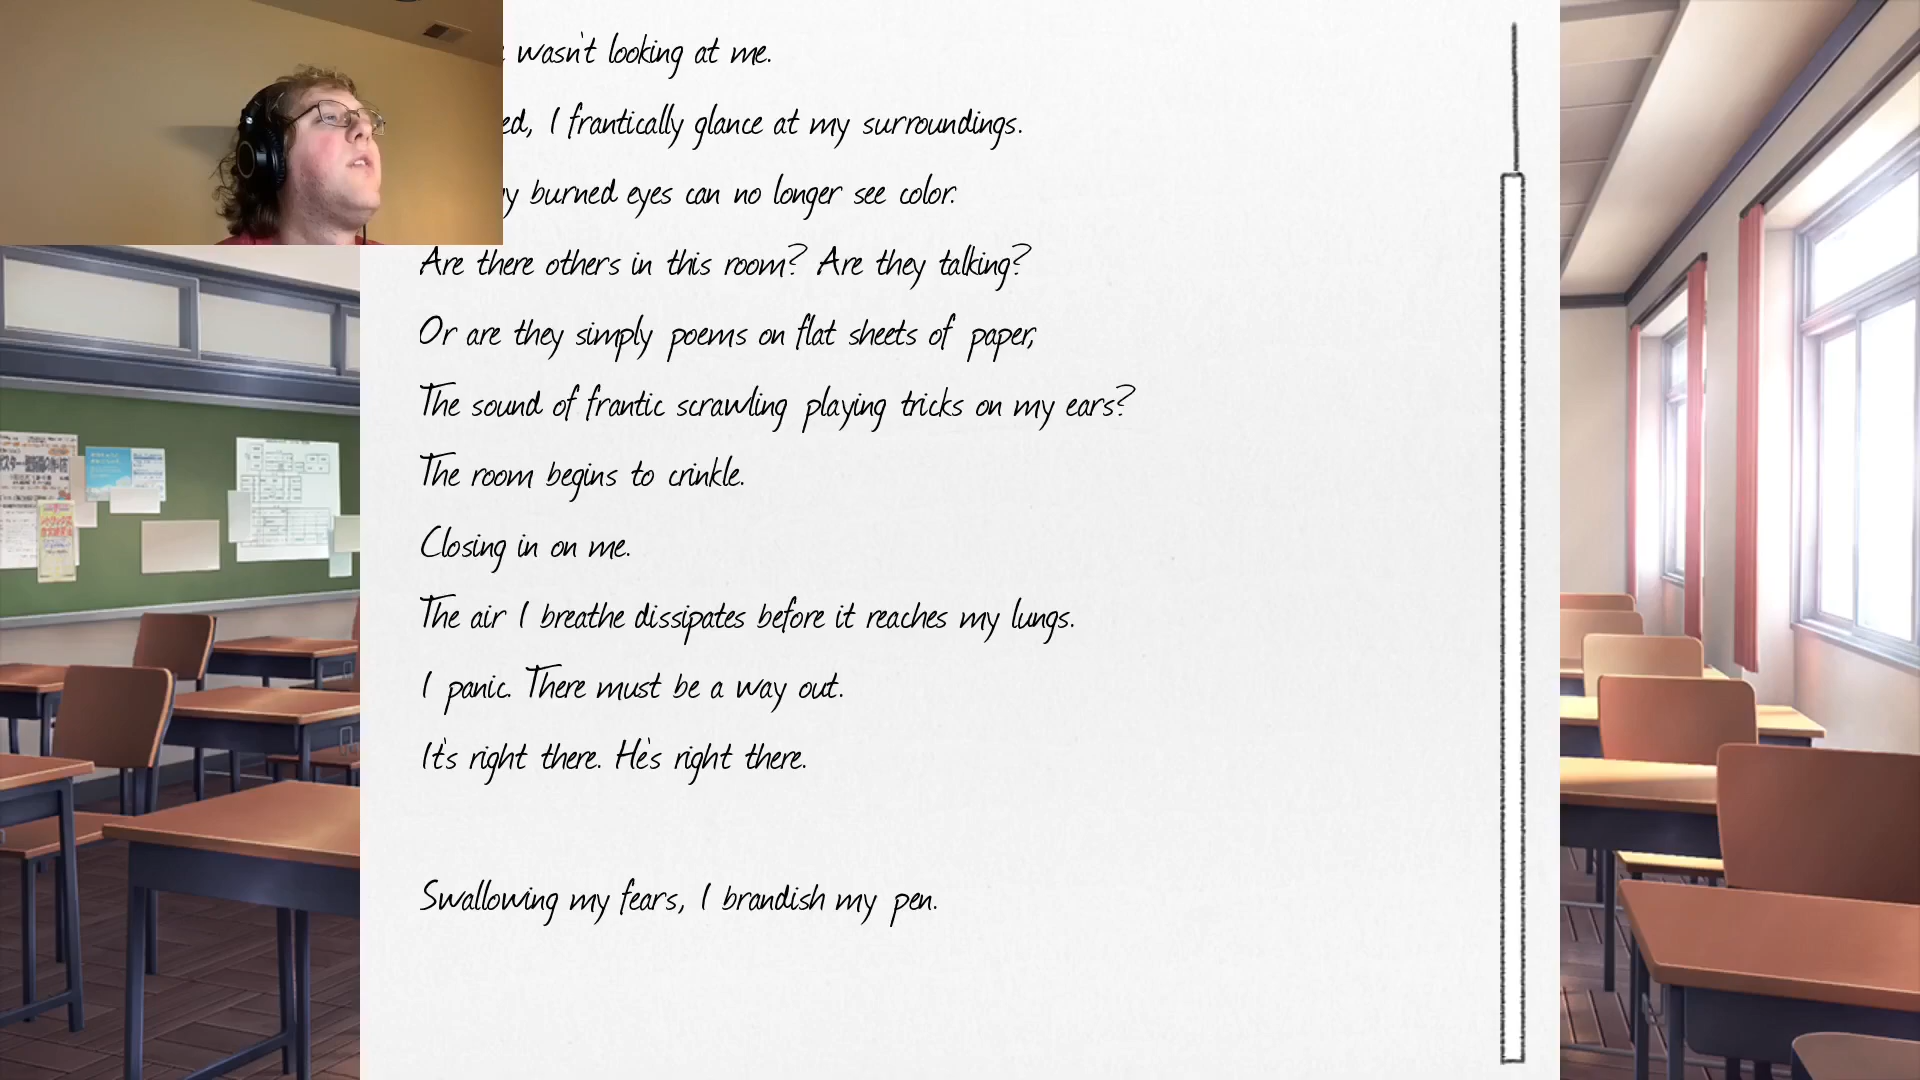 wasn't looking at me.
ed, I frantically glance at my surroundings.
y burned eyes can no longer see color.
Are there others in this room? Are they talking?
Or are they simply poems on flat sheets of paper,
The sound of frantic scrawling playing tricks on my ears?
The room begins to crinkle.
Closing in on me.
The air I breathe dissipates before it reaches my lungs.
I panic. There must be a way out.
It's right there. He's right there.
Swallowing my fears, I brandish my pen.